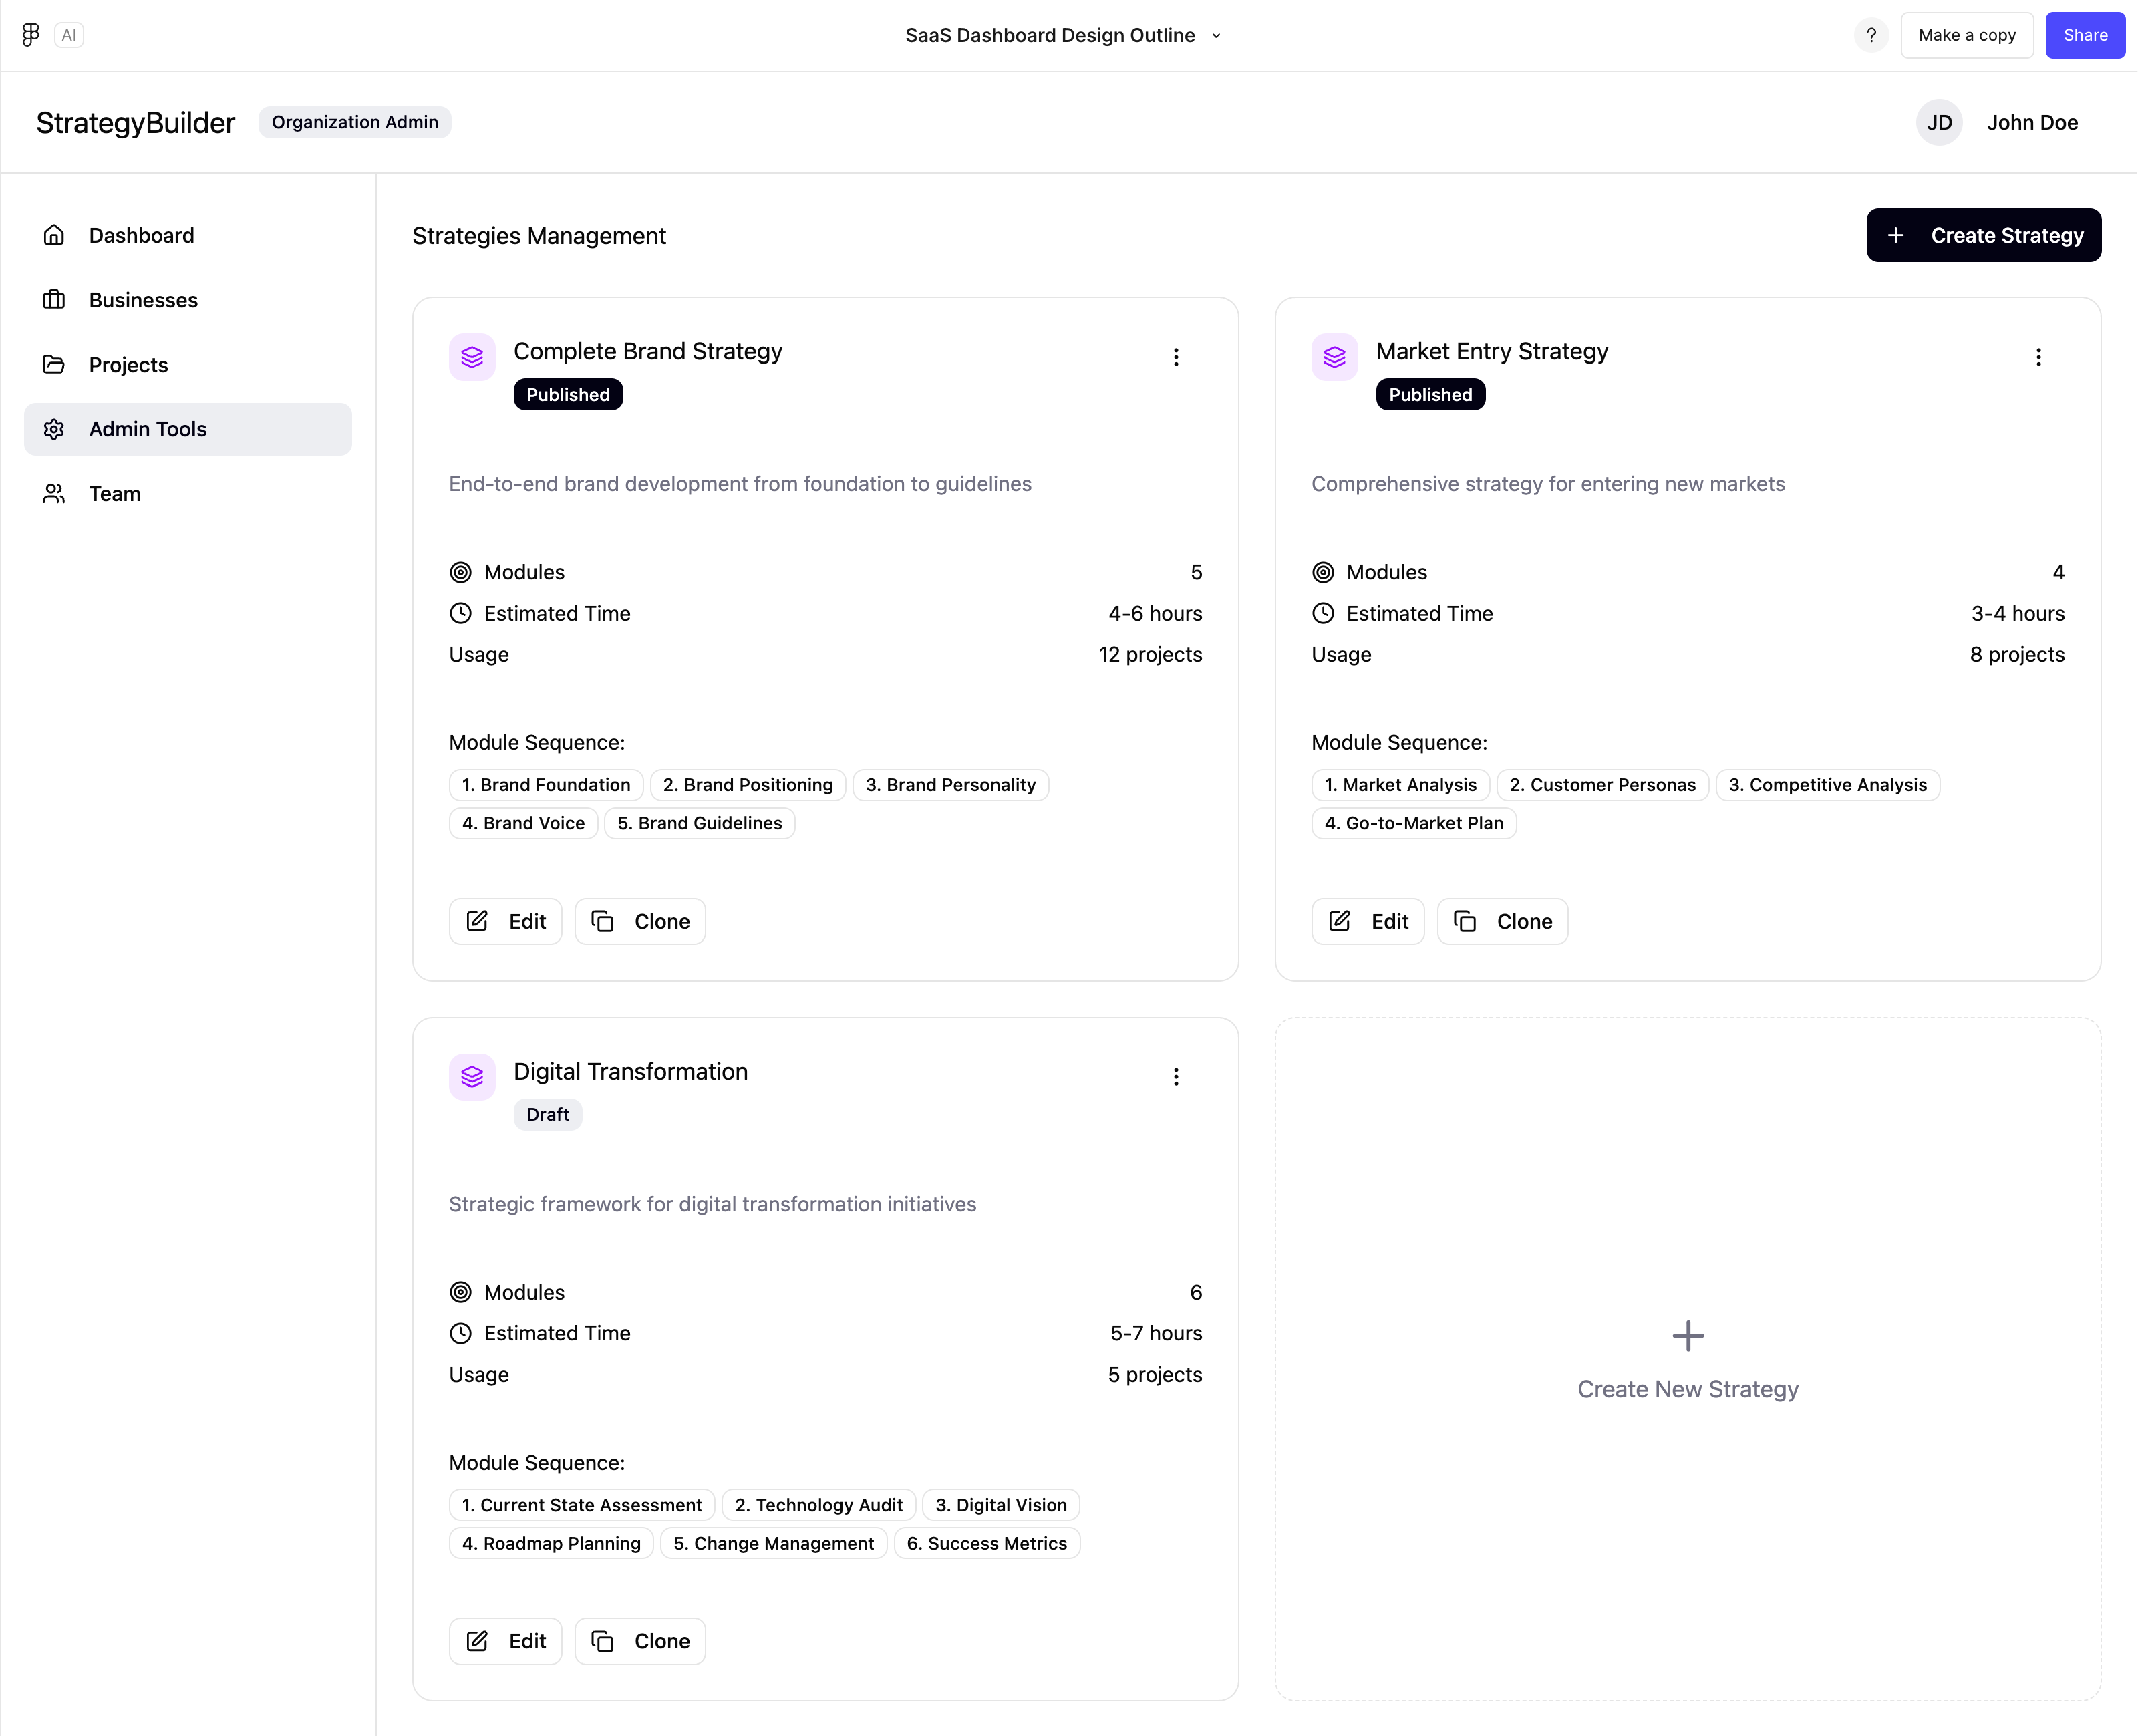 AI
SaaS Dashboard Design Outline
?
Make a copy
Share
StrategyBuilder
Organization Admin
JD
John Doe
Dashboard
Businesses
Projects
Admin Tools
Team
Strategies Management
+ Create Strategy
Complete Brand Strategy
Published
End-to-end brand development from foundation to guidelines
Modules 5
Estimated Time 4-6 hours
Usage 12 projects
Module Sequence:
1. Brand Foundation 2. Brand Positioning 3. Brand Personality
4. Brand Voice 5. Brand Guidelines
Edit Clone
Market Entry Strategy
Published
Comprehensive strategy for entering new markets
Modules 4
Estimated Time 3-4 hours
Usage 8 projects
Module Sequence:
1. Market Analysis 2. Customer Personas 3. Competitive Analysis
4. Go-to-Market Plan
Edit Clone
Digital Transformation
Draft
Strategic framework for digital transformation initiatives
Modules 6
Estimated Time 5-7 hours
Usage 5 projects
Module Sequence:
1. Current State Assessment 2. Technology Audit 3. Digital Vision
4. Roadmap Planning 5. Change Management 6. Success Metrics
Edit Clone
+
Create New Strategy